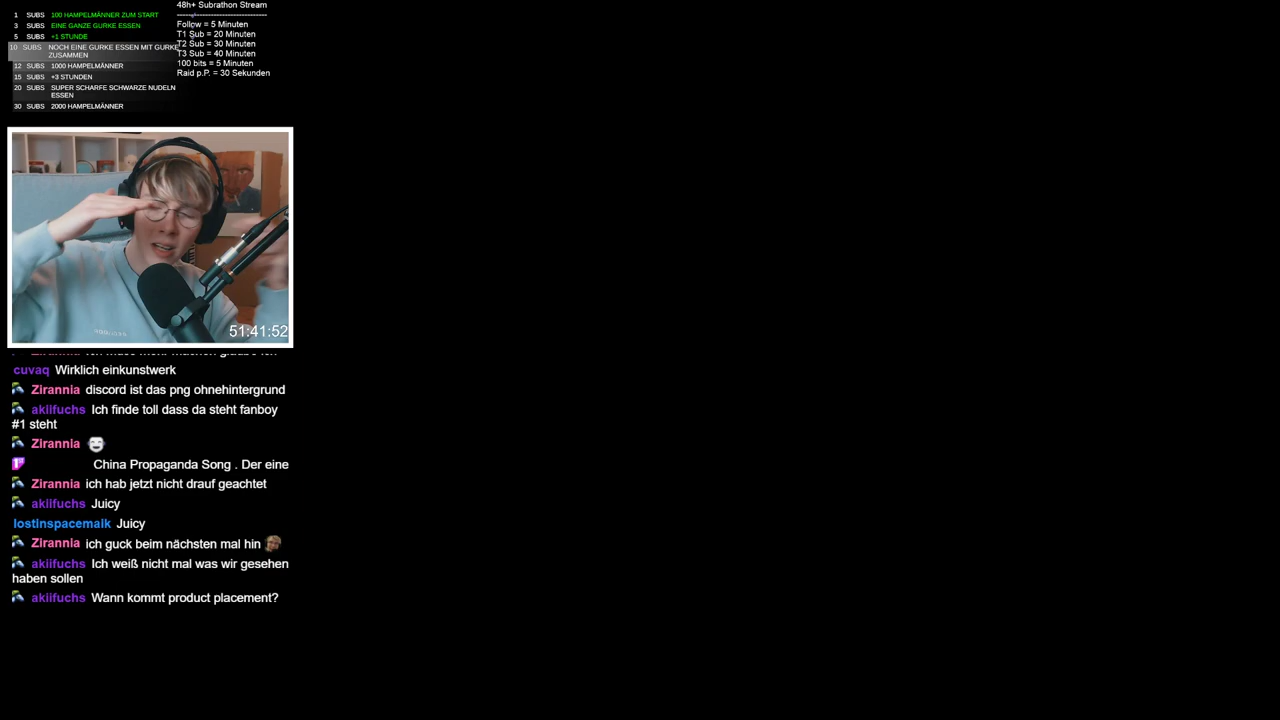 1 SUBS 100 HAMPELMÄNNER ZUM START
3 SUBS EINE GANZE GURKE ESSEN
5 SUBS +1 STUNDE
10 SUBS NOCH EINE GURKE ESSEN MIT GURKE
ZUSAMMEN
12 SUBS 1000 HAMPELMÄNNER
15 SUBS +3 STUNDEN
20 SUBS SUPER SCHARFE SCHWARZE NUDELN
ESSEN
30 SUBS 2000 HAMPELMÄNNER
48h+ Subrathon Stream
--------------------------------
Follow = 5 Minuten
T1 Sub = 20 Minuten
T2 Sub = 30 Minuten
T3 Sub = 40 Minuten
100 bits = 5 Minuten
Raid p.P. = 30 Sekunden
51:41:52
cuvaq Wirklich einkunstwerk
Zirannia discord ist das png ohnehintergrund
akiifuchs Ich finde toll dass da steht fanboy
#1 steht
Zirannia
China Propaganda Song . Der eine
Zirannia ich hab jetzt nicht drauf geachtet
akiifuchs Juicy
lostinspacemaik Juicy
Zirannia ich guck beim nächsten mal hin
akiifuchs Ich weiß nicht mal was wir gesehen
haben sollen
akiifuchs Wann kommt product placement?